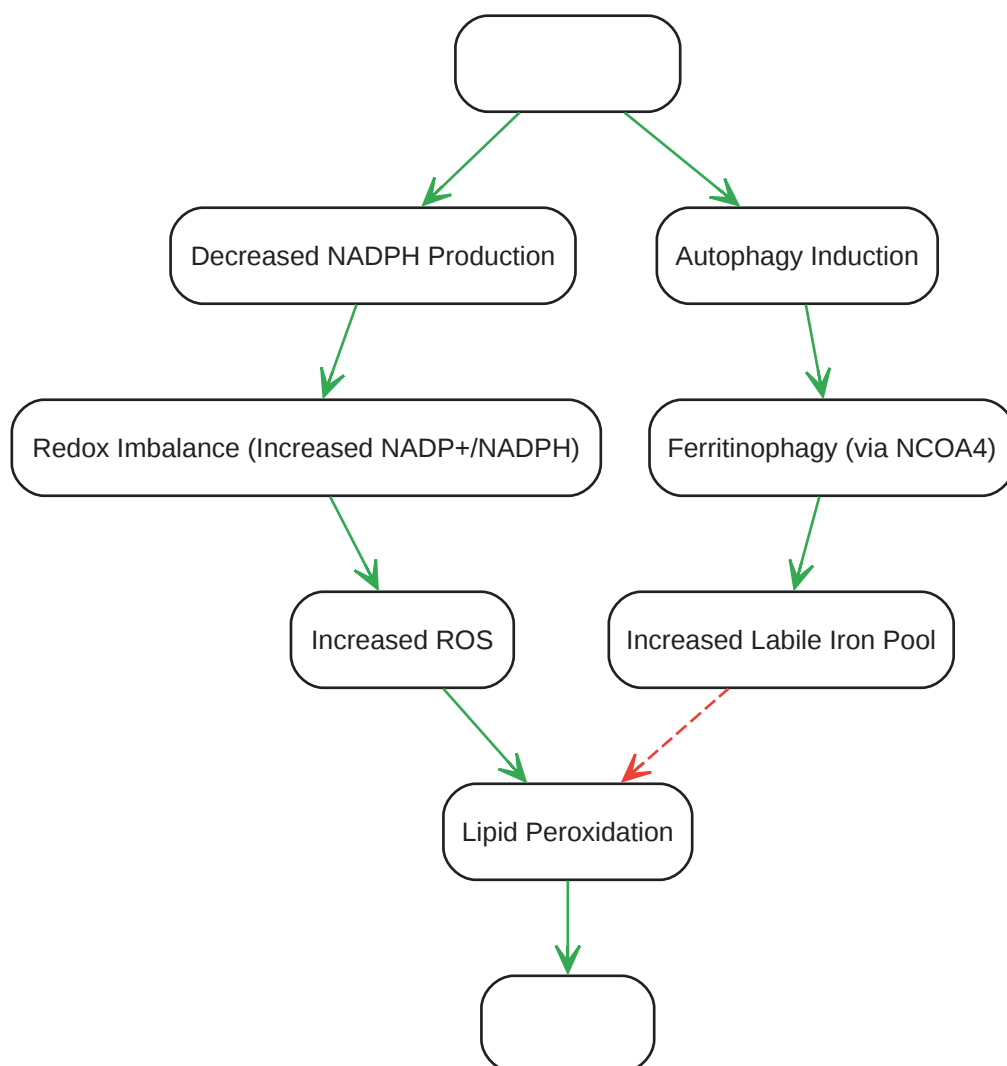 Decreased NADPH Production
Autophagy Induction
Redox Imbalance (Increased NADP+/NADPH)
Ferritinophagy (via NCOA4)
Increased ROS
Increased Labile Iron Pool
Lipid Peroxidation